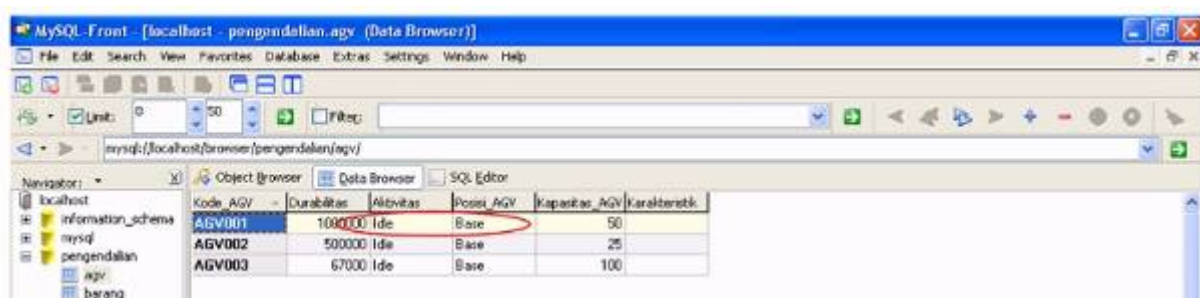 MySQL-Front - [localhost - pengendalian.agv (Data Browser)]
File Edit Search View Favorites Database Extras Settings Window Help
Limit: 0 50 Filter:
mysql://localhost/browser/pengendalian/agv/
Navigator: Object Browser Data Browser SQL Editor
localhost
information_schema
mysql
pengendalian
agv
barang
Kode_AGV Durabilitas Aktivitas Posisi_AGV Kapasitas_AGV Karakteristik
AGV001 Idle Base 50
AGV002 500000 Idle Base 25
AGV003 67000 Idle Base 100